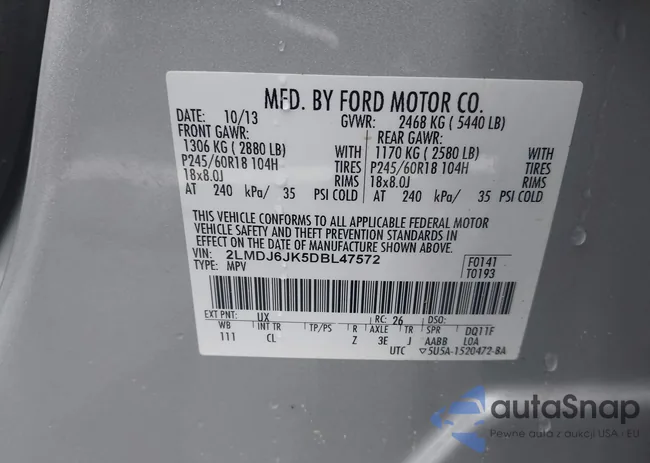 MFD. BY FORD MOTOR CO.
DATE: 10/13 GVWR: 2468 KG ( 5440 LB)
FRONT GAWR: REAR GAWR:
1306 KG ( 2880 LB) WITH 1170 KG ( 2580 LB) WITH
P245/60R18 104H TIRES P245/60R18 104H TIRES
18x8.0J RIMS 18x8.0J RIMS
AT 240 kPa/ 35 PSI COLD AT 240 kPa/ 35 PSI COLD
THIS VEHICLE CONFORMS TO ALL APPLICABLE FEDERAL MOTOR
VEHICLE SAFETY AND THEFT PREVENTION STANDARDS IN
EFFECT ON THE DATE OF MANUFACTURE SHOWN ABOVE.
VIN: 2LMDJ6JK5DBL47572 F0141
TYPE: MPV T0193
EXT PNT: UX RC: 26 DSO:
WB INT TR TP/PS R AXLE TR SPR DQ11F
111 CL Z 3E J AABB LOA
UTC ▽5U5A-1520472-BA
autoSnap
Pewne auta z aukcji USA - EU